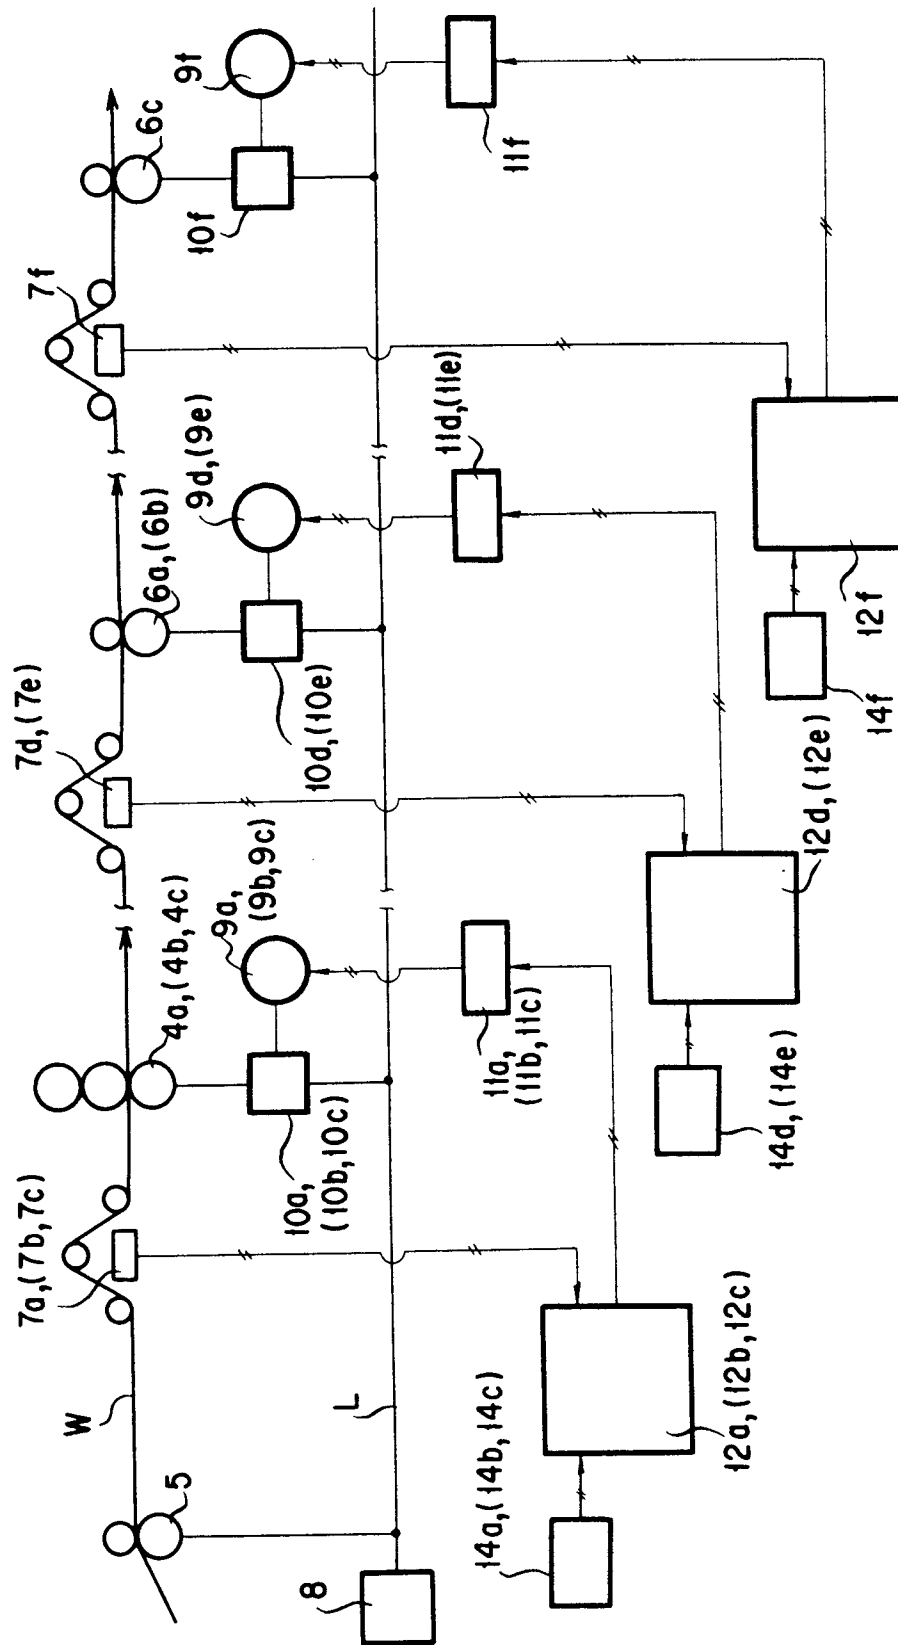 7a,(7b,7c)
7d,(7e)
7f
W
5
4a,(4b,4c)
6a,(6b)
6c
9a,
(9b,9c)
9d,(9e)
9f
10a,
(10b,10c)
10d,(10e)
10f
8
L
11a,
(11b,11c)
11d,(11e)
11f
14a,(14b,14c)
12a,(12b,12c)
14d,(14e)
12d,(12e)
14f
12f